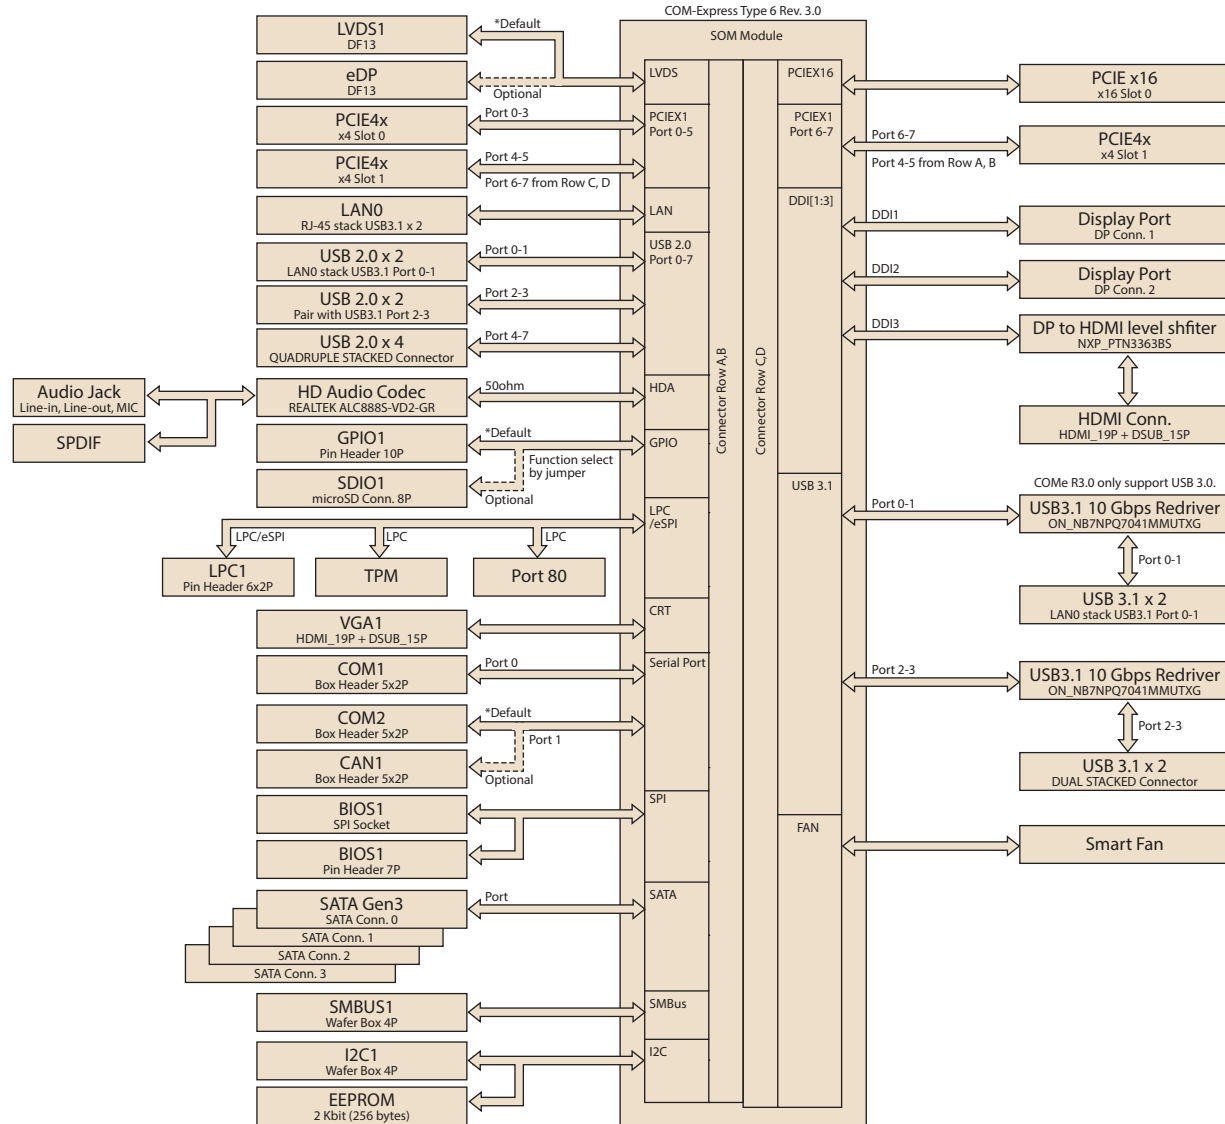 COM-Express Type 6 Rev. 3.0
SOM Module
LVDS1
DF13
*Default
eDP
DF13
Optional
PCIE4x
x4 Slot 0
Port 0-3
PCIE4x
x4 Slot 1
Port 4-5
Port 6-7 from Row C, D
LAN0
RJ-45 stack USB3.1 x 2
USB 2.0 x 2
LAN0 stack USB3.1 Port 0-1
Port 0-1
USB 2.0 x 2
Pair with USB3.1 Port 2-3
Port 2-3
USB 2.0 x 4
QUADRUPLE STACKED Connector
Port 4-7
Audio Jack
Line-in, Line-out, MIC
SPDIF
HD Audio Codec
REALTEK ALC888S-VD2-GR
50ohm
GPIO1
Pin Header 10P
*Default
Function select
by jumper
SDIO1
microSD Conn. 8P
Optional
LPC/eSPI
LPC
LPC
LPC1
Pin Header 6x2P
TPM
Port 80
VGA1
HDMI_19P + DSUB_15P
COM1
Box Header 5x2P
Port 0
COM2
Box Header 5x2P
*Default
Port 1
CAN1
Box Header 5x2P
Optional
BIOS1
SPI Socket
BIOS1
Pin Header 7P
SATA Gen3
SATA Conn. 0
Port
SATA Conn. 1
SATA Conn. 2
SATA Conn. 3
SMBUS1
Wafer Box 4P
I2C1
Wafer Box 4P
EEPROM
2 Kbit (256 bytes)
LVDS
PCIEX1
Port 0-5
LAN
USB 2.0
Port 0-7
HDA
GPIO
LPC
/eSPI
CRT
Serial Port
SPI
SATA
SMBus
I2C
Connector Row A,B
Connector Row C,D
PCIEX16
PCIEX1
Port 6-7
DDI[1:3]
USB 3.1
FAN
PCIE x16
x16 Slot 0
Port 6-7
Port 4-5 from Row A, B
PCIE4x
x4 Slot 1
DDI1
Display Port
DP Conn. 1
DDI2
Display Port
DP Conn. 2
DDI3
DP to HDMI level shfiter
NXP_PTN3363BS
HDMI Conn.
HDMI_19P + DSUB_15P
COMe R3.0 only support USB 3.0.
Port 0-1
USB3.1 10 Gbps Redriver
ON_NB7NPQ7041MMUTXG
Port 0-1
USB 3.1 x 2
LAN0 stack USB3.1 Port 0-1
Port 2-3
USB3.1 10 Gbps Redriver
ON_NB7NPQ7041MMUTXG
Port 2-3
USB 3.1 x 2
DUAL STACKED Connector
Smart Fan